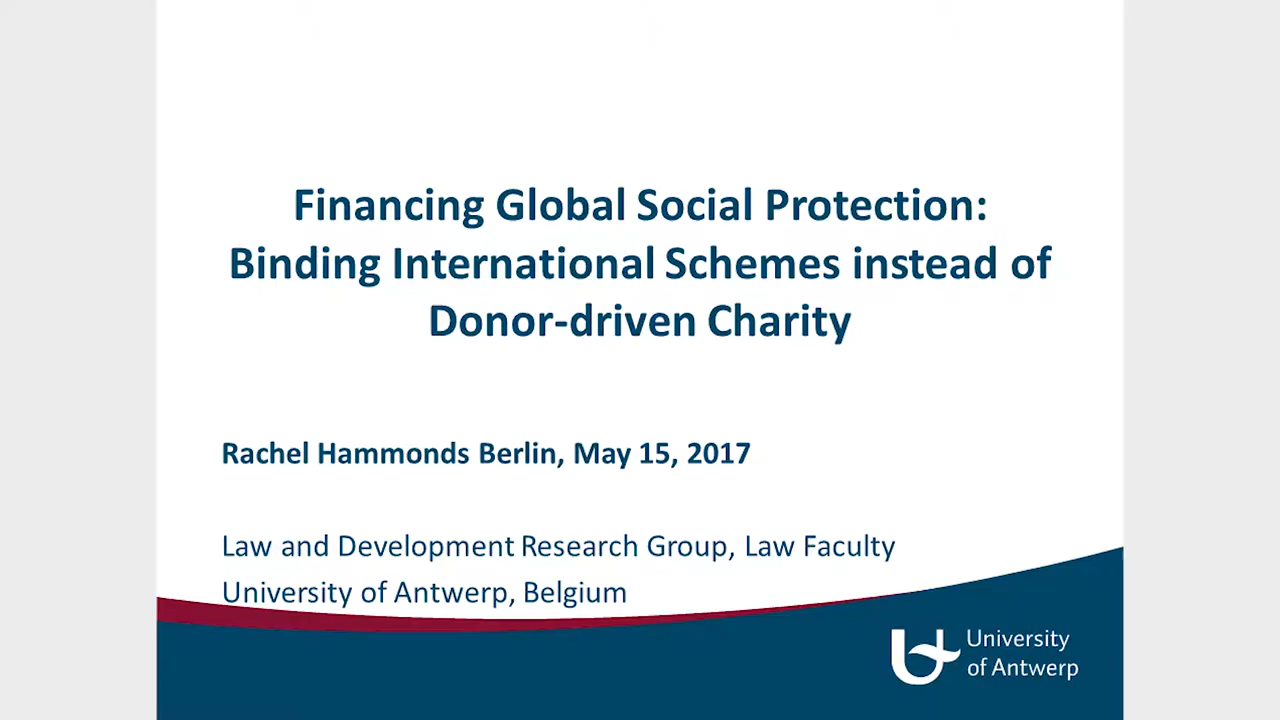 Financing Global Social Protection:
Binding International Schemes instead of
Donor-driven Charity
Rachel Hammonds Berlin, May 15, 2017
Law and Development Research Group, Law Faculty
University of Antwerp, Belgium
University
of Antwerp